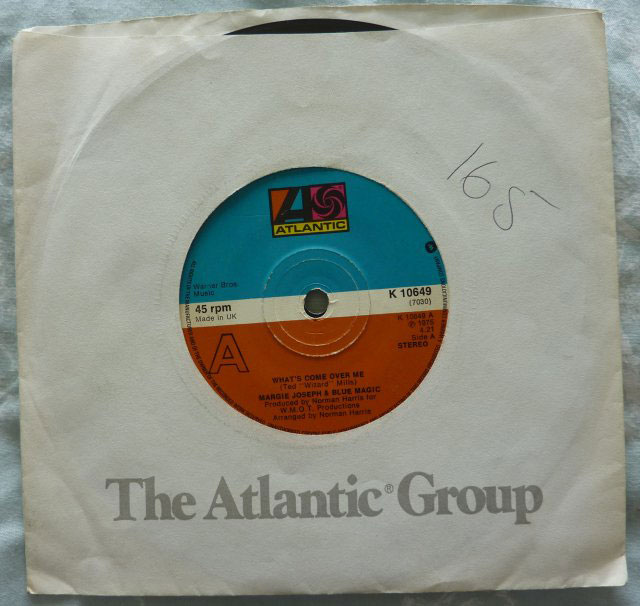 168
ATLANTIC
Warner Bros.
Music
45 rpm
Made in UK
K 10649
(7030)
K 10649 A
℗ 1975
4.21
Side A
STEREO
A
WHAT'S COME OVER ME
(Ted "Wizard" Mills)
MARGIE JOSEPH & BLUE MAGIC
Produced by Norman Harris for
W.M.O.T. Productions
Arranged by Norman Harris
The Atlantic® Group